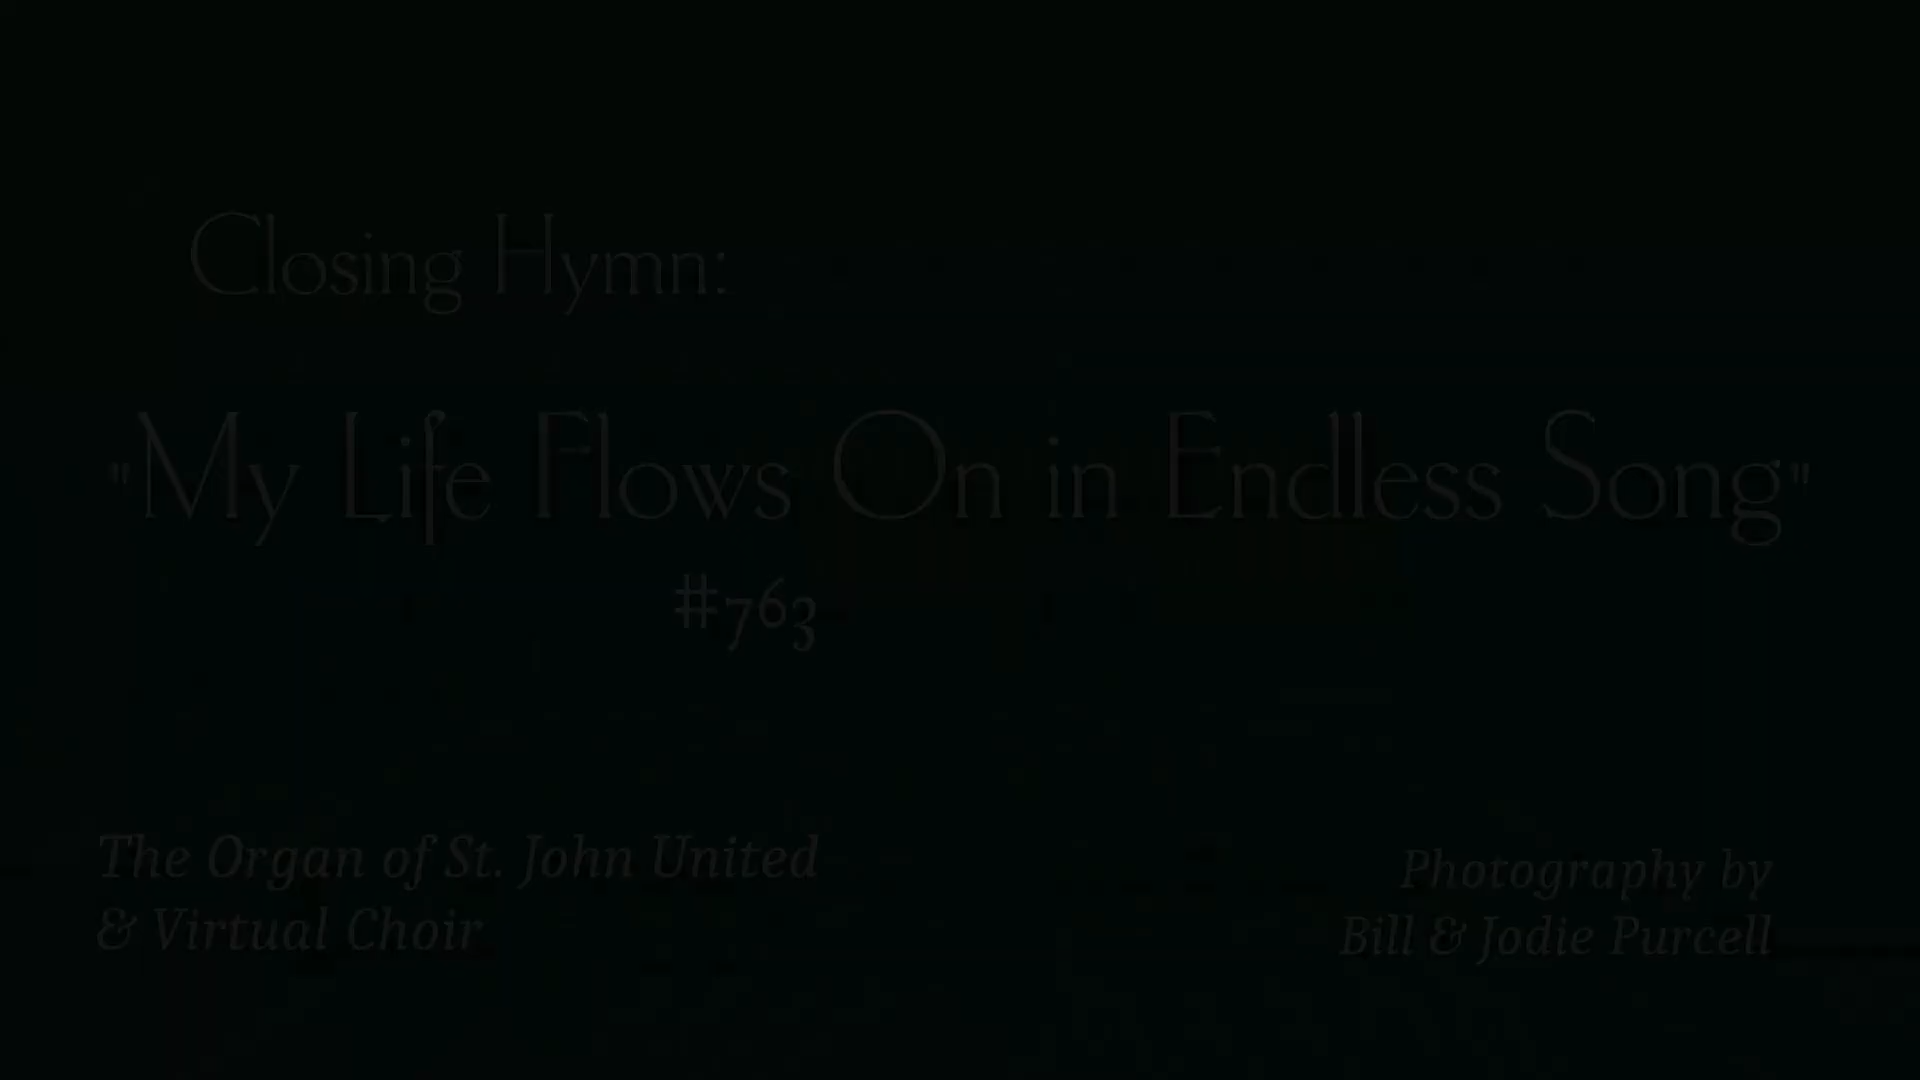 Closing Hymn:
"My Life Flows On in Endless Song"
#763
The Organ of St. John United
& Virtual Choir
Photography by
Bill & Jodie Purcell